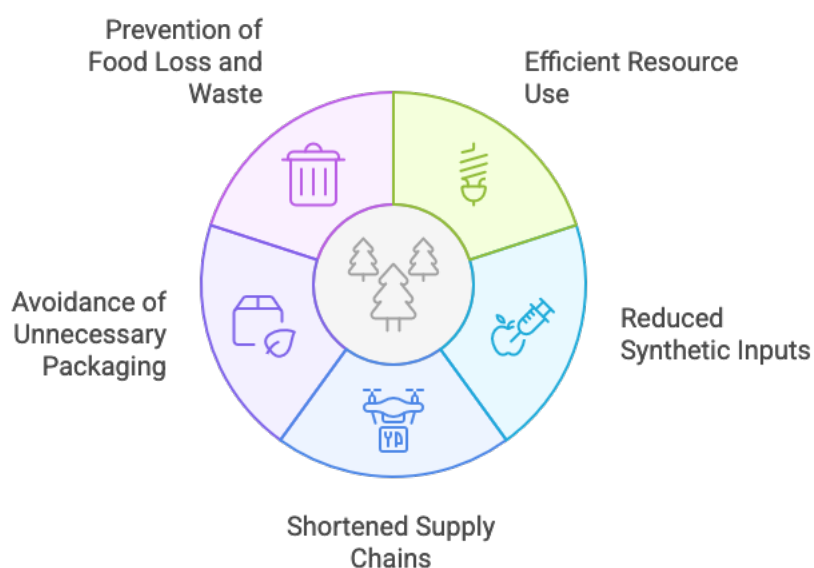 Prevention of
Food Loss and
Waste
Efficient Resource
Use
Avoidance of
Unnecessary
Packaging
Reduced
Synthetic Inputs
Shortened Supply
Chains